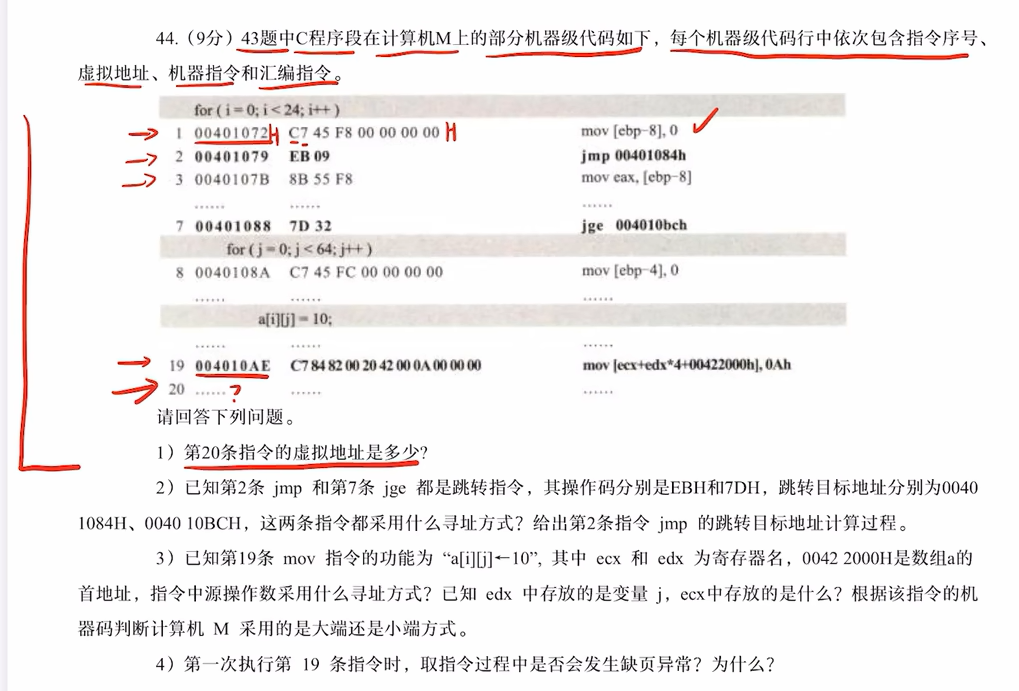 44.（9分）43题中C程序段在计算机M上的部分机器级代码如下，每个机器级代码行中依次包含指令序号、
虚拟地址、机器指令和汇编指令。
for ( i = 0; i < 24; i++ )
1 00401072H C7 45 F8 00 00 00 00 H mov [ebp-8], 0
2 00401079 EB 09 jmp 00401084h
3 0040107B 8B 55 F8 mov eax, [ebp-8]
…… …… ……
7 00401088 7D 32 jge 004010bch
for ( j = 0; j < 64; j++ )
8 0040108A C7 45 FC 00 00 00 00 mov [ebp-4], 0
…… …… ……
a[i][j] = 10;
…… …… ……
19 004010AE C7 84 82 00 20 42 00 0A 00 00 00 mov [ecx+edx*4+00422000h], 0Ah
20 …… ? …… ……
请回答下列问题。
1）第20条指令的虚拟地址是多少?
2）已知第2条 jmp 和第7条 jge 都是跳转指令，其操作码分别是EBH和7DH，跳转目标地址分别为0040
1084H、0040 10BCH，这两条指令都采用什么寻址方式？给出第2条指令 jmp 的跳转目标地址计算过程。
3）已知第19条 mov 指令的功能为 “a[i][j]←10”, 其中 ecx 和 edx 为寄存器名，0042 2000H是数组a的
首地址，指令中源操作数采用什么寻址方式？已知 edx 中存放的是变量 j，ecx中存放的是什么？根据该指令的机
器码判断计算机 M 采用的是大端还是小端方式。
4）第一次执行第 19 条指令时，取指令过程中是否会发生缺页异常？为什么？